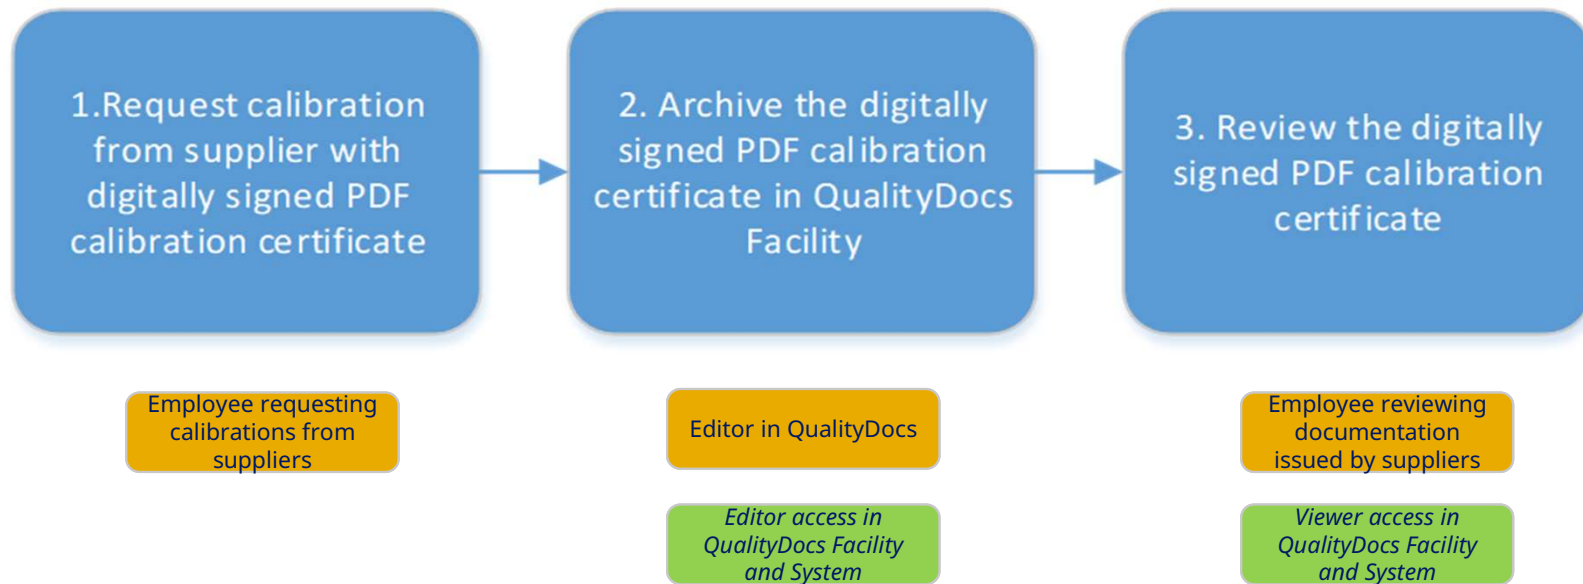 1.Request calibration
from supplier with
digitally signed PDF
calibration certificate
2. Archive the digitally
signed PDF calibration
certificate in QualityDocs
Facility
3. Review the digitally
signed PDF calibration
certificate
Employee requesting
calibrations from
suppliers
Editor in QualityDocs
Employee reviewing
documentation
issued by suppliers
Editor access in
QualityDocs Facility
and System
Viewer access in
QualityDocs Facility
and System